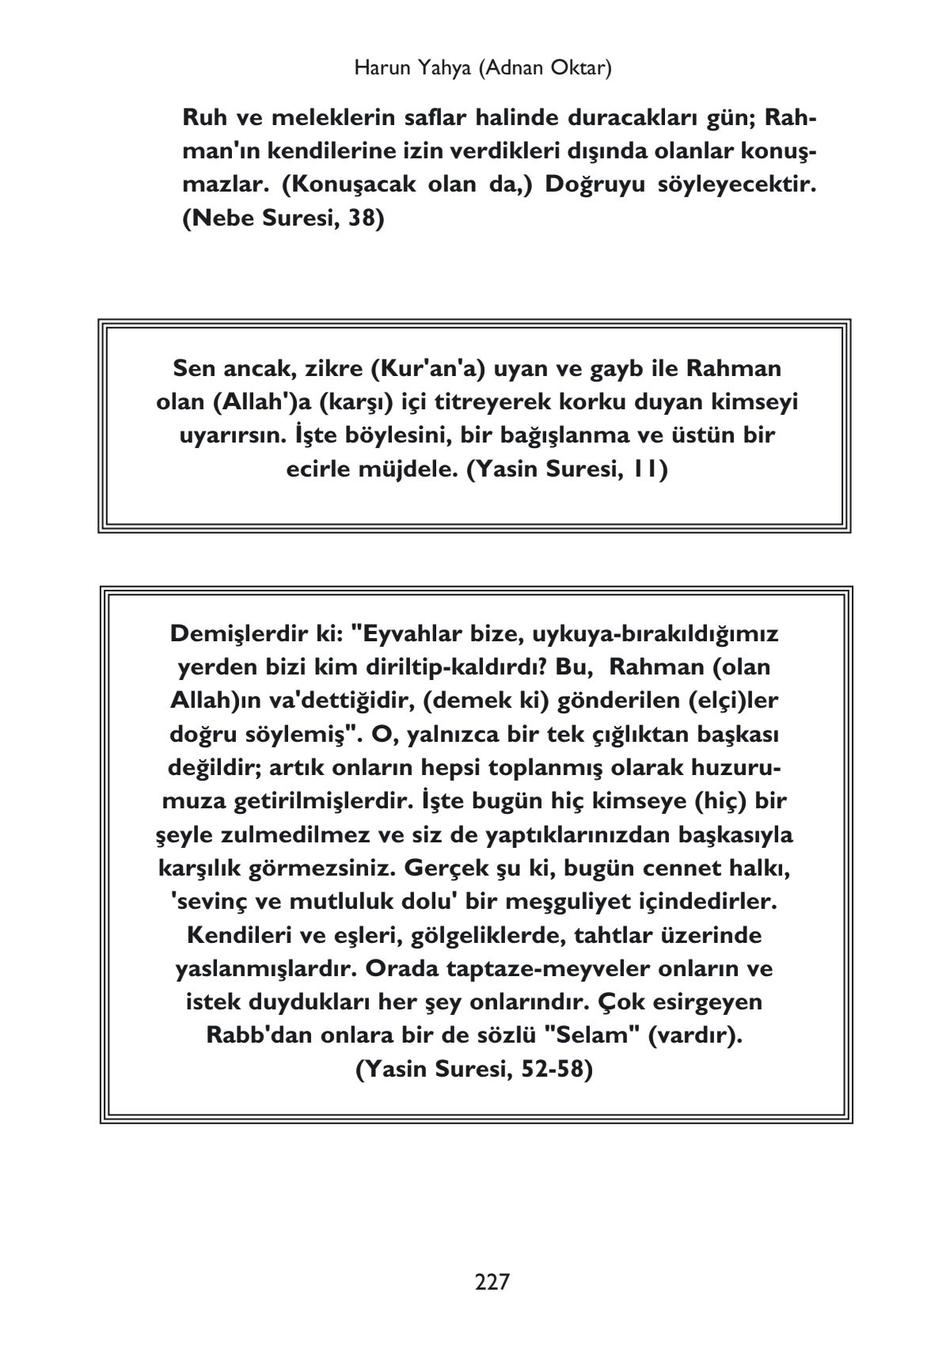 Harun Yahya (Adnan Oktar)
Ruh ve meleklerin saflar halinde duracakları gün; Rah-
man'ın kendilerine izin verdikleri dışında olanlar konuş-
mazlar. (Konuşacak olan da,) Doğruyu söyleyecektir.
(Nebe Suresi, 38)
Sen ancak, zikre (Kur'an'a) uyan ve gayb ile Rahman
olan (Allah')a (karşı) içi titreyerek korku duyan kimseyi
uyarırsın. İşte böylesini, bir bağışlanma ve üstün bir
ecirle müjdele. (Yasin Suresi, 11)
Demişlerdir ki: "Eyvahlar bize, uykuya-bırakıldığımız
yerden bizi kim diriltip-kaldırdı? Bu, Rahman (olan
Allah)ın va'dettiğidir, (demek ki) gönderilen (elçi)ler
doğru söylemiş". O, yalnızca bir tek çığlıktan başkası
değildir; artık onların hepsi toplanmış olarak huzuru-
muza getirilmişlerdir. İşte bugün hiç kimseye (hiç) bir
şeyle zulmedilmez ve siz de yaptıklarınızdan başkasıyla
karşılık görmezsiniz. Gerçek şu ki, bugün cennet halkı,
'sevinç ve mutluluk dolu' bir meşguliyet içindedirler.
Kendileri ve eşleri, gölgeliklerde, tahtlar üzerinde
yaslanmışlardır. Orada taptaze-meyveler onların ve
istek duydukları her şey onlarındır. Çok esirgeyen
Rabb'dan onlara bir de sözlü "Selam" (vardır).
(Yasin Suresi, 52-58)
227